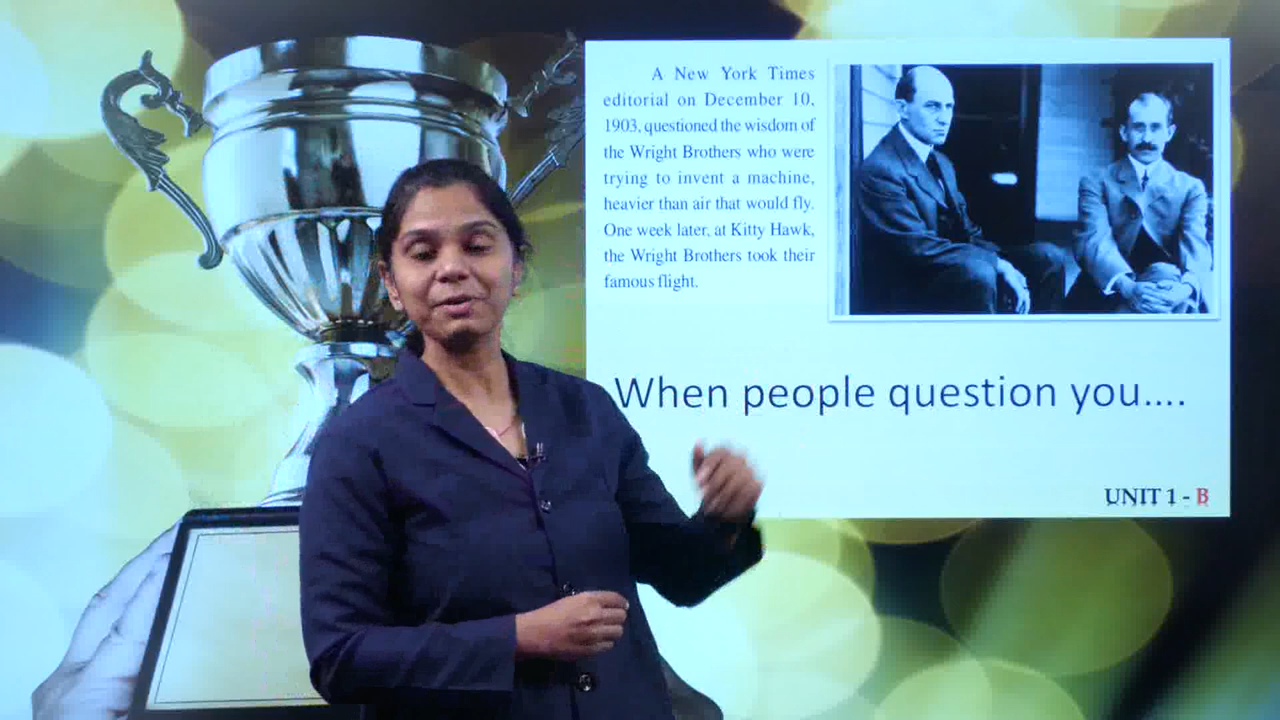 A New York Times
editorial on December 10,
1903, questioned the wisdom of
the Wright Brothers who were
trying to invent a machine,
heavier than air that would fly.
One week later, at Kitty Hawk,
the Wright Brothers took their
famous flight.
When people question you....
UNIT 1 - B